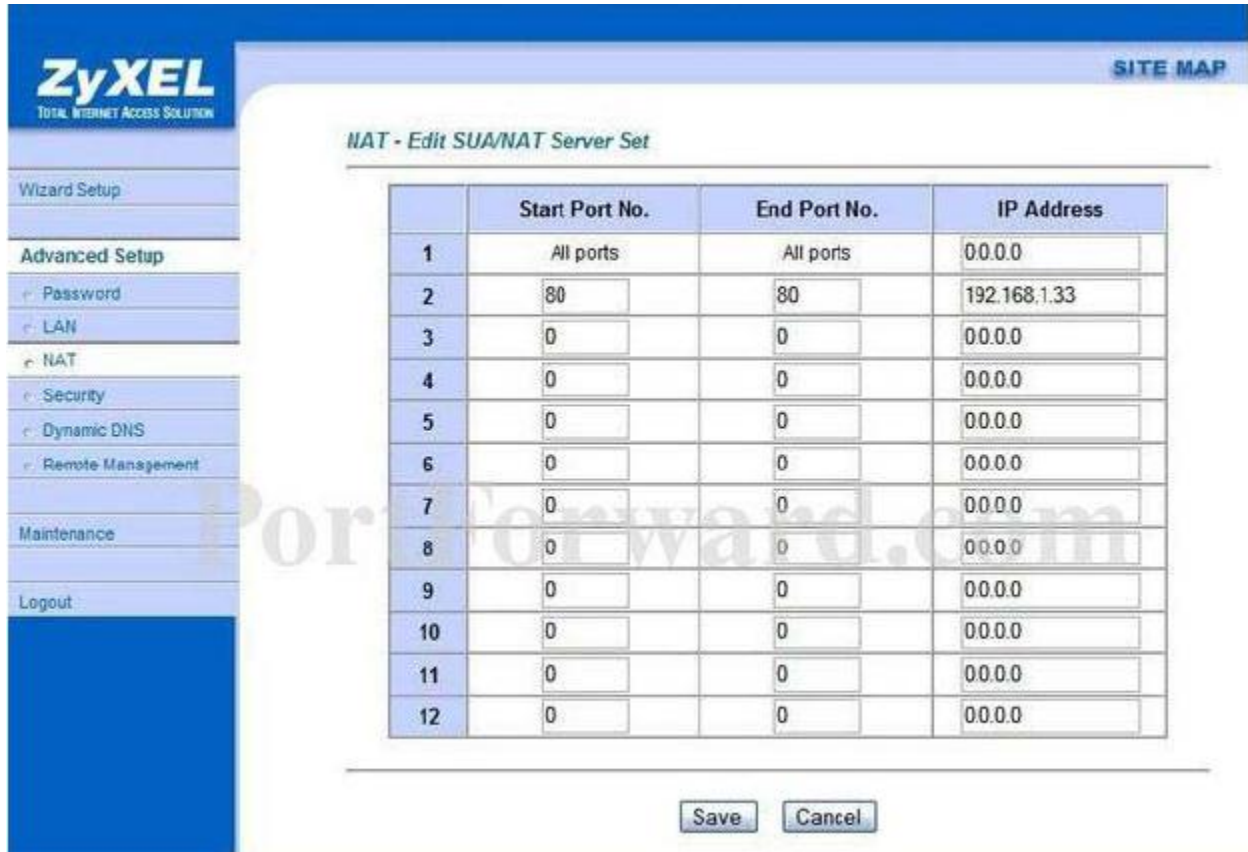 ZyXEL
TOTAL INTERNET ACCESS SOLUTION
SITE MAP
NAT - Edit SUA/NAT Server Set
Wizard Setup
Advanced Setup
Password
LAN
NAT
Security
Dynamic DNS
Remote Management
Maintenance
Logout
Start Port No. End Port No. IP Address
1 All ports All ports 0.0.0.0
2 80 80 192.168.1.33
3 0 0 0.0.0.0
4 0 0 0.0.0.0
5 0 0 0.0.0.0
6 0 0 0.0.0.0
7 0 0 0.0.0.0
8 0 0 0.0.0.0
9 0 0 0.0.0.0
10 0 0 0.0.0.0
11 0 0 0.0.0.0
12 0 0 0.0.0.0
PortForward.com
Save Cancel